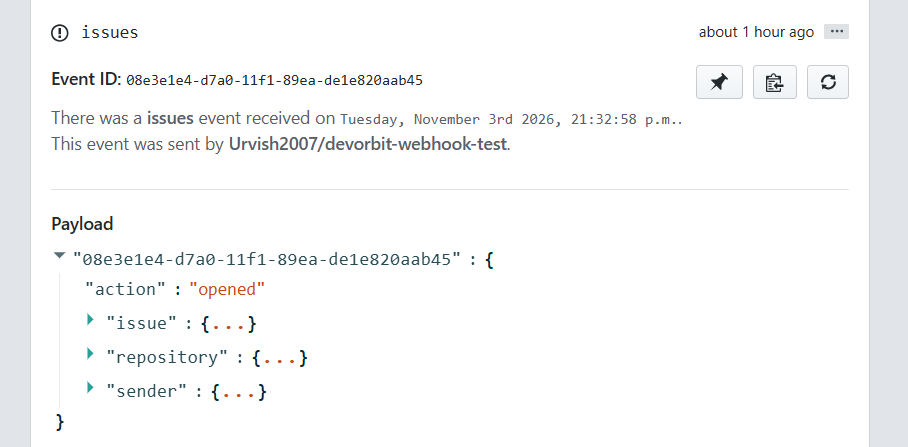 issues about 1 hour ago ...
Event ID: 08e3e1e4-d7a0-11f1-89ea-de1e820aab45
There was a issues event received on Tuesday, November 3rd 2026, 21:32:58 p.m..
This event was sent by Urvish2007/devorbit-webhook-test.
Payload
"08e3e1e4-d7a0-11f1-89ea-de1e820aab45" : {
"action" : "opened"
"issue" : {...}
"repository" : {...}
"sender" : {...}
}